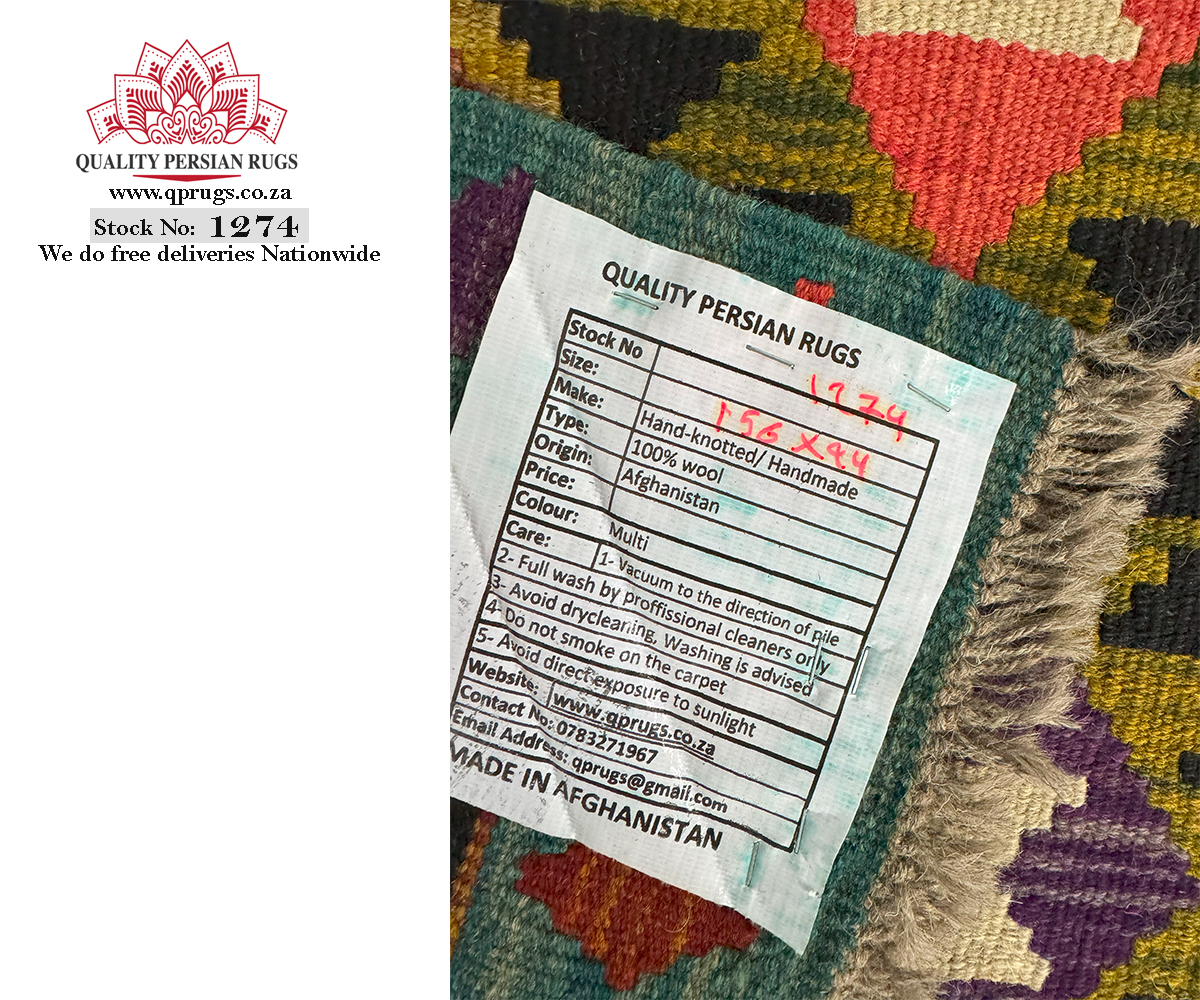 QUALITY PERSIAN RUGS
www.qprugs.co.za
Stock No: 1274
We do free deliveries Nationwide
QUALITY PERSIAN RUGS
Stock No 1274
Size: 156 X 94
Make: Hand-knotted/ Handmade
Type: 100% wool
Origin: Afghanistan
Price:
Colour: Multi
Care: 1- Vacuum to the direction of pile
2- Full wash by proffissional cleaners only
3- Avoid drycleaning, Washing is advised
4- Do not smoke on the carpet
5- Avoid direct exposure to sunlight
Website: www.qprugs.co.za
Contact No: 0783271967
Email Address: qprugs@gmail.com
MADE IN AFGHANISTAN